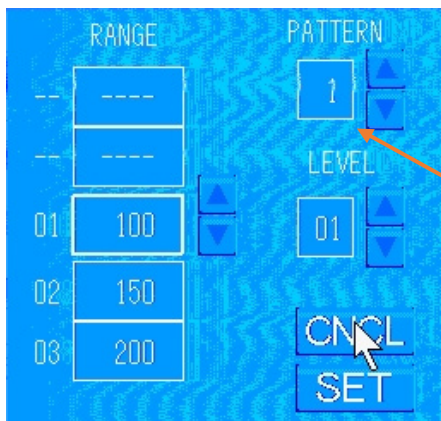 RANGE
PATTERN
-- ----
1
-- ----
LEVEL
01 100
01
02 150
CNCL
03 200
SET